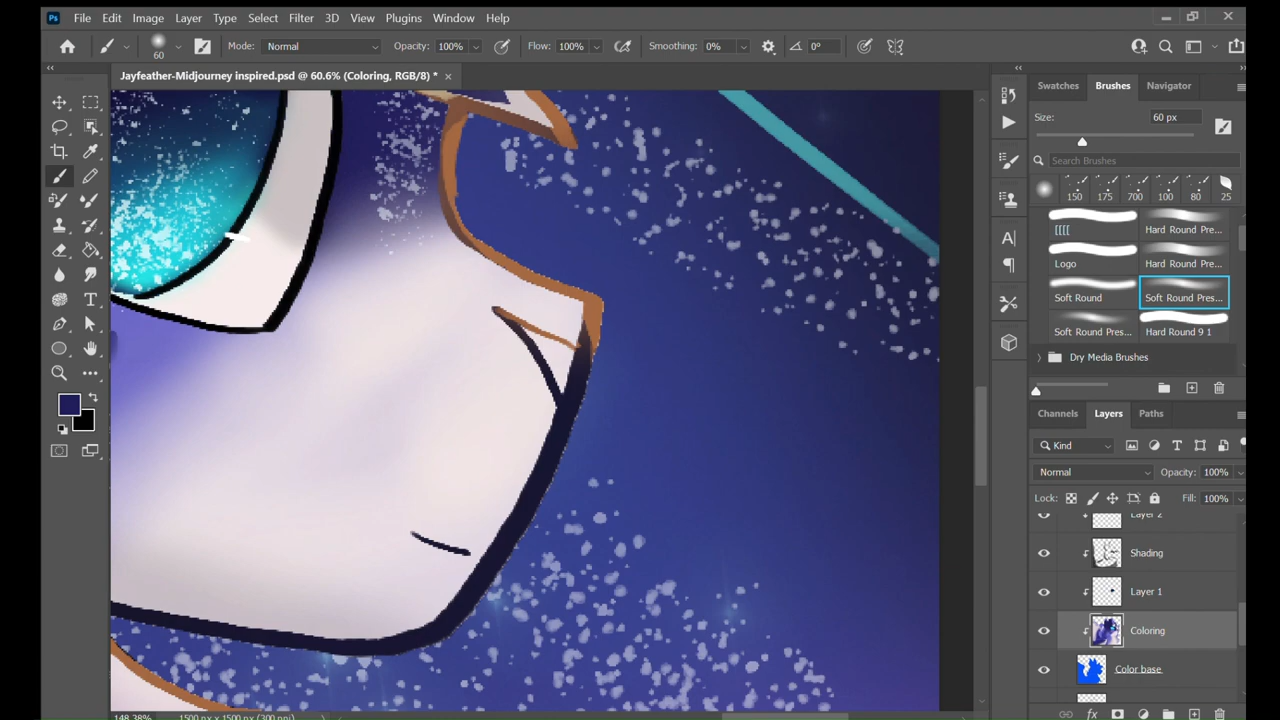 Ps File Edit Image Layer Type Select Filter 3D View Plugins Window Help
60 Mode: Normal Opacity: 100% Flow: 100% Smoothing: 0% 0°
Jayfeather-Midjourney inspired.psd @ 60.6% (Coloring, RGB/8) *
Swatches Brushes Navigator
Size: 60 px
Search Brushes
150 175 700 100 80 25
[[[[ Hard Round Pre...
Logo Hard Round Pre...
Soft Round Soft Round Pres...
Soft Round Pres... Hard Round 9 1
Dry Media Brushes
Channels Layers Paths
Kind
Normal Opacity: 100%
Lock: Fill: 100%
Layer 2
Shading
Layer 1
Coloring
Color base
148.38% 1500 px x 1500 px (300 ppi)